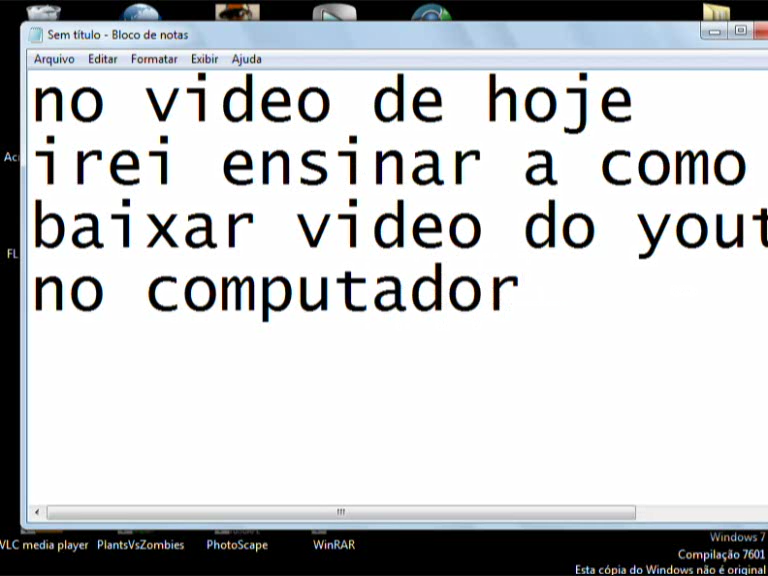 Sem título - Bloco de notas
Arquivo Editar Formatar Exibir Ajuda
no video de hoje
irei ensinar a como
baixar video do yout
no computador
Ac
FL
VLC media player PlantsVsZombies PhotoScape WinRAR
Windows 7
Compilação 7601
Esta cópia do Windows não é original